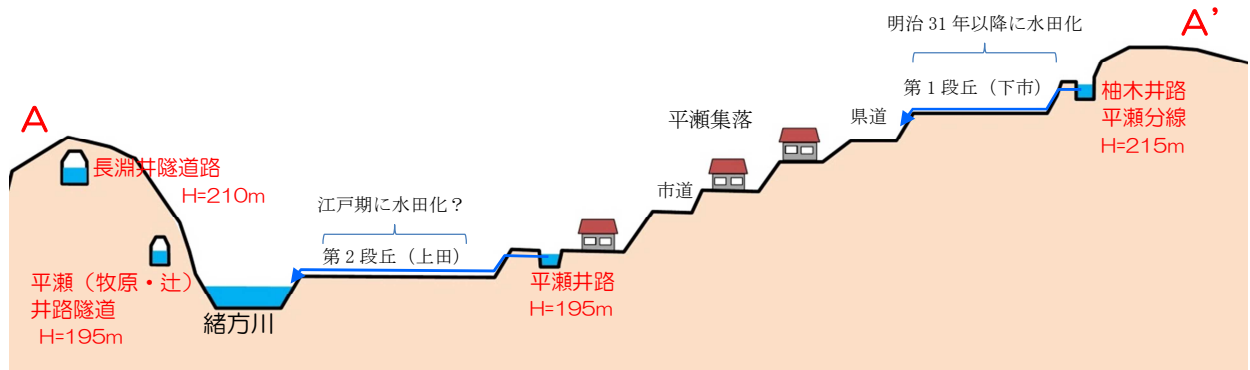 A
長淵井隧道路
H=210m
平瀬（牧原・辻）
井路隧道
H=195m
緒方川
江戸期に水田化？
第２段丘（上田）
平瀬井路
H=195m
市道
平瀬集落
県道
明治 31 年以降に水田化
第１段丘（下市）
A’
柚木井路
平瀬分線
H=215m